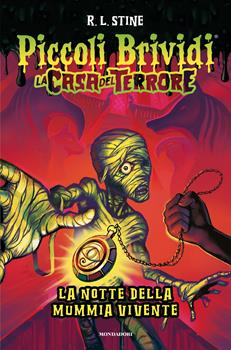 R. L. STINE
Piccoli Brividi®
LA CASA DEL TERRORE
LA NOTTE DELLA
MUMMIA VIVENTE
MONDADORI